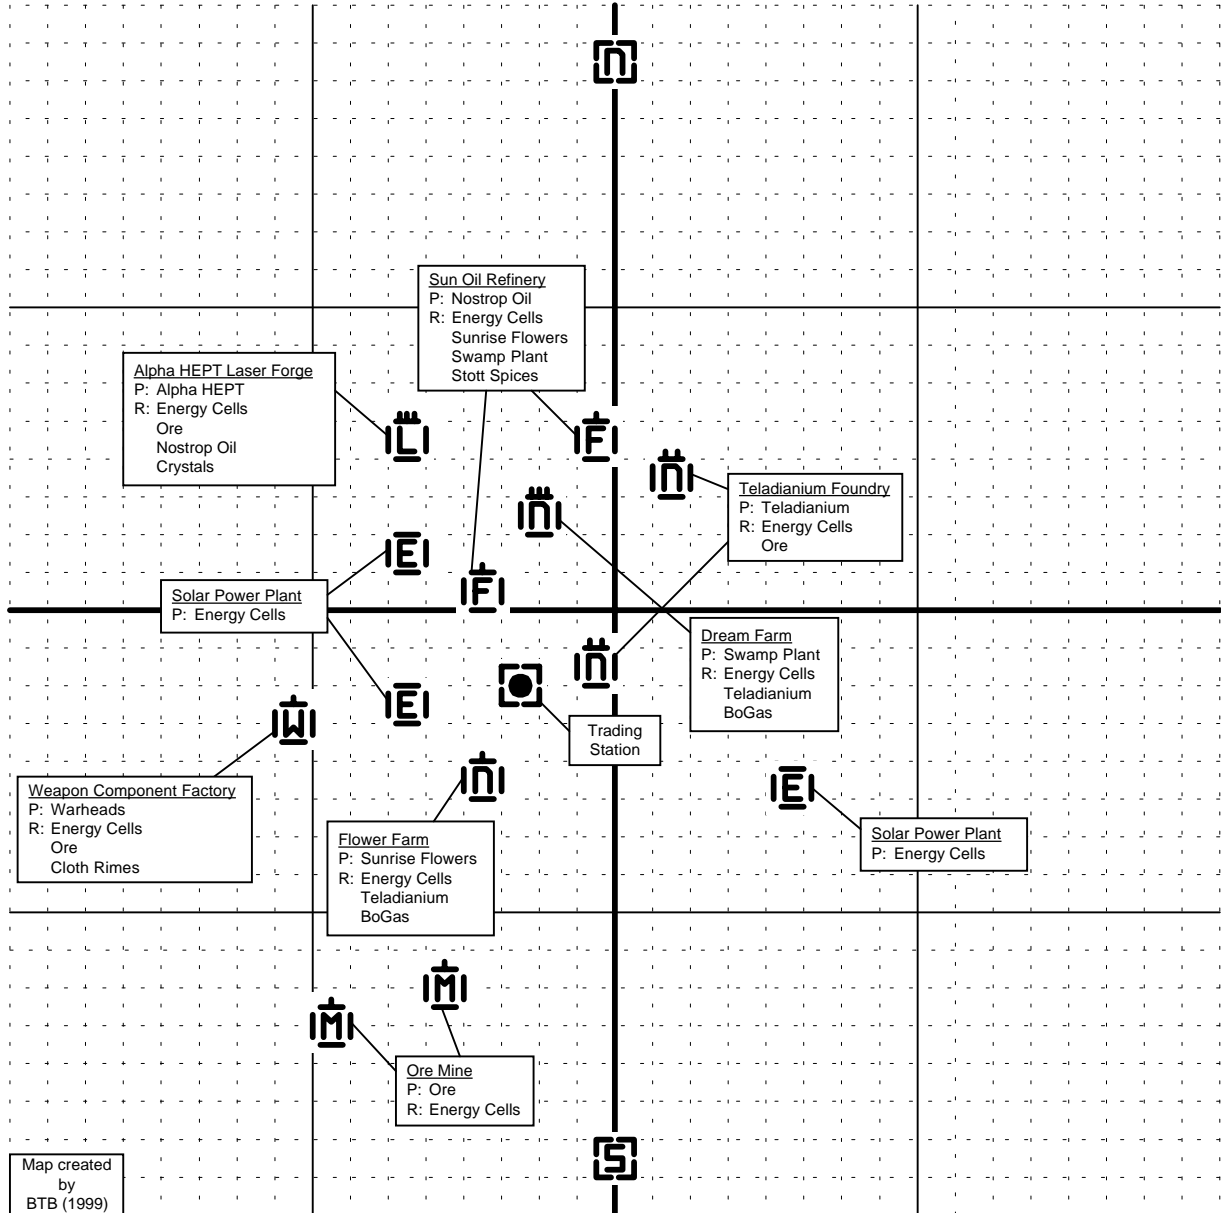 n
Sun Oil Refinery
P: Nostrop Oil
R: Energy Cells
Sunrise Flowers
Swamp Plant
Stott Spices
Alpha HEPT Laser Forge
P: Alpha HEPT
R: Energy Cells
Ore
Nostrop Oil
Crystals
L
F
n
n
Teladianium Foundry
P: Teladianium
R: Energy Cells
Ore
E
F
Solar Power Plant
P: Energy Cells
Dream Farm
P: Swamp Plant
R: Energy Cells
Teladianium
BoGas
n
E
W
Trading
Station
n
E
Weapon Component Factory
P: Warheads
R: Energy Cells
Ore
Cloth Rimes
Flower Farm
P: Sunrise Flowers
R: Energy Cells
Teladianium
BoGas
Solar Power Plant
P: Energy Cells
M
M
Ore Mine
P: Ore
R: Energy Cells
S
Map created
by
BTB (1999)